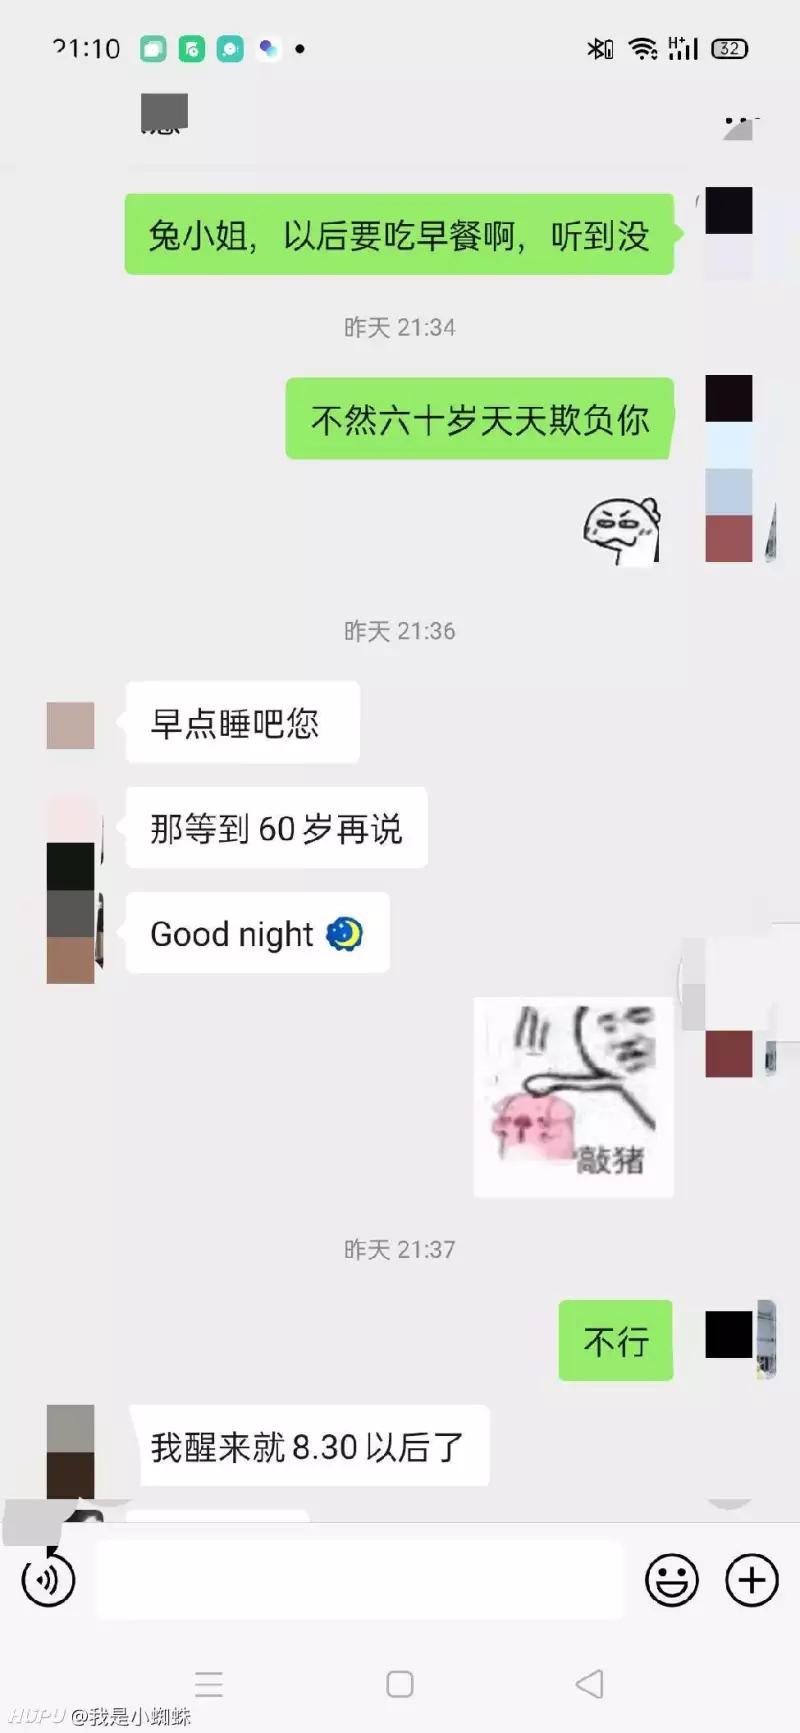 21:10
32
兔小姐，以后要吃早餐啊，听到没
昨天 21:34
不然六十岁天天欺负你
昨天 21:36
早点睡吧您
那等到 60 岁再说
Good night
敲猪
昨天 21:37
不行
我醒来就 8.30 以后了
HUPU @我是小蜘蛛